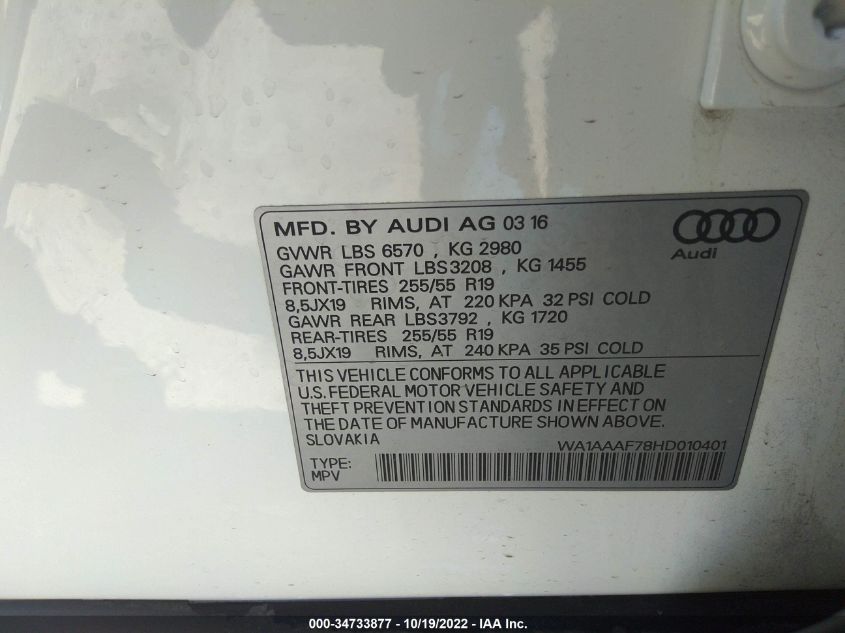 MFD. BY AUDI AG 03 16
GVWR LBS 6570 , KG 2980
GAWR FRONT LBS3208 , KG 1455
FRONT-TIRES 255/55 R19
8,5JX19 RIMS, AT 220 KPA 32 PSI COLD
GAWR REAR LBS3792 , KG 1720
REAR-TIRES 255/55 R19
8,5JX19 RIMS, AT 240 KPA 35 PSI COLD
Audi
THIS VEHICLE CONFORMS TO ALL APPLICABLE
U.S. FEDERAL MOTOR VEHICLE SAFETY AND
THEFT PREVENTION STANDARDS IN EFFECT ON
THE DATE OF MANUFACTURE SHOWN ABOVE.
SLOVAKIA
WA1AAAF78HD010401
TYPE:
MPV
000-34733877 - 10/19/2022 - IAA Inc.